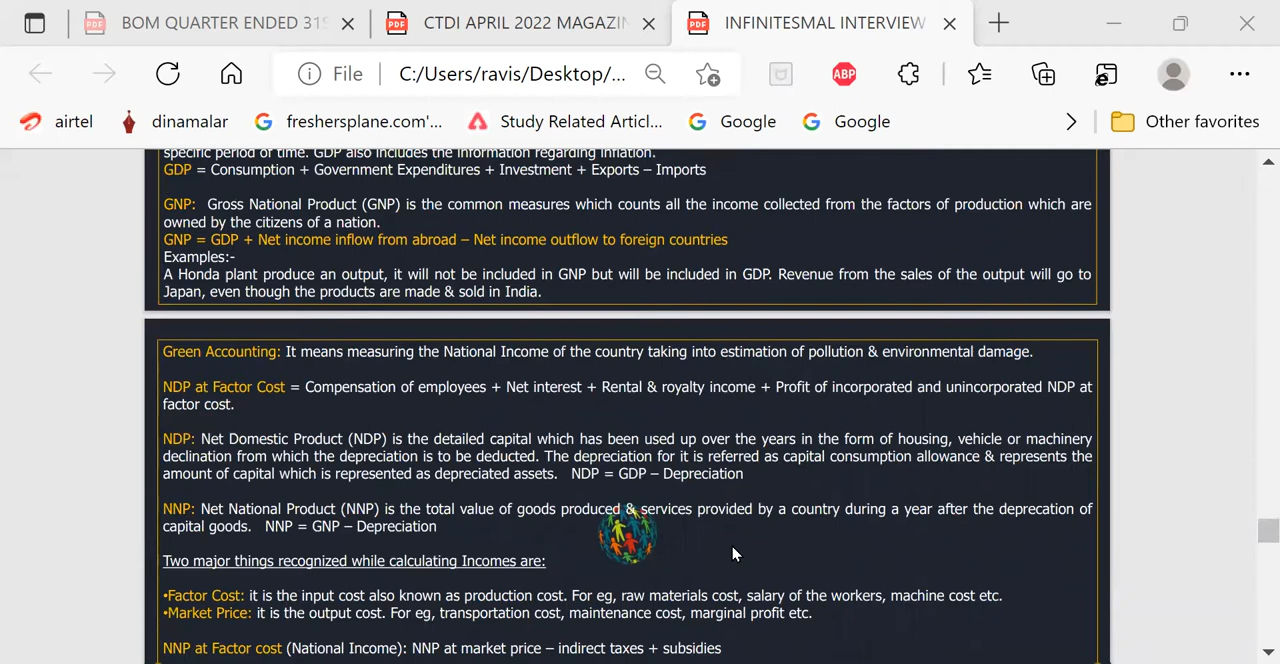 BOM QUARTER ENDED 31S
CTDI APRIL 2022 MAGAZIN
INFINITESMAL INTERVIEW
File
C:/Users/ravis/Desktop/...
ABP
airtel
dinamalar
freshersplane.com'...
Study Related Articl...
Google
Google
Other favorites
specific period of time. GDP also includes the information regarding inflation.
GDP = Consumption + Government Expenditures + Investment + Exports – Imports
GNP: Gross National Product (GNP) is the common measures which counts all the income collected from the factors of production which are
owned by the citizens of a nation.
GNP = GDP + Net income inflow from abroad – Net income outflow to foreign countries
Examples:-
A Honda plant produce an output, it will not be included in GNP but will be included in GDP. Revenue from the sales of the output will go to
Japan, even though the products are made & sold in India.
Green Accounting: It means measuring the National Income of the country taking into estimation of pollution & environmental damage.
NDP at Factor Cost = Compensation of employees + Net interest + Rental & royalty income + Profit of incorporated and unincorporated NDP at
factor cost.
NDP: Net Domestic Product (NDP) is the detailed capital which has been used up over the years in the form of housing, vehicle or machinery
declination from which the depreciation is to be deducted. The depreciation for it is referred as capital consumption allowance & represents the
amount of capital which is represented as depreciated assets. NDP = GDP – Depreciation
NNP: Net National Product (NNP) is the total value of goods produced & services provided by a country during a year after the deprecation of
capital goods. NNP = GNP – Depreciation
Two major things recognized while calculating Incomes are:
•Factor Cost: it is the input cost also known as production cost. For eg, raw materials cost, salary of the workers, machine cost etc.
•Market Price: it is the output cost. For eg, transportation cost, maintenance cost, marginal profit etc.
NNP at Factor cost (National Income): NNP at market price – indirect taxes + subsidies